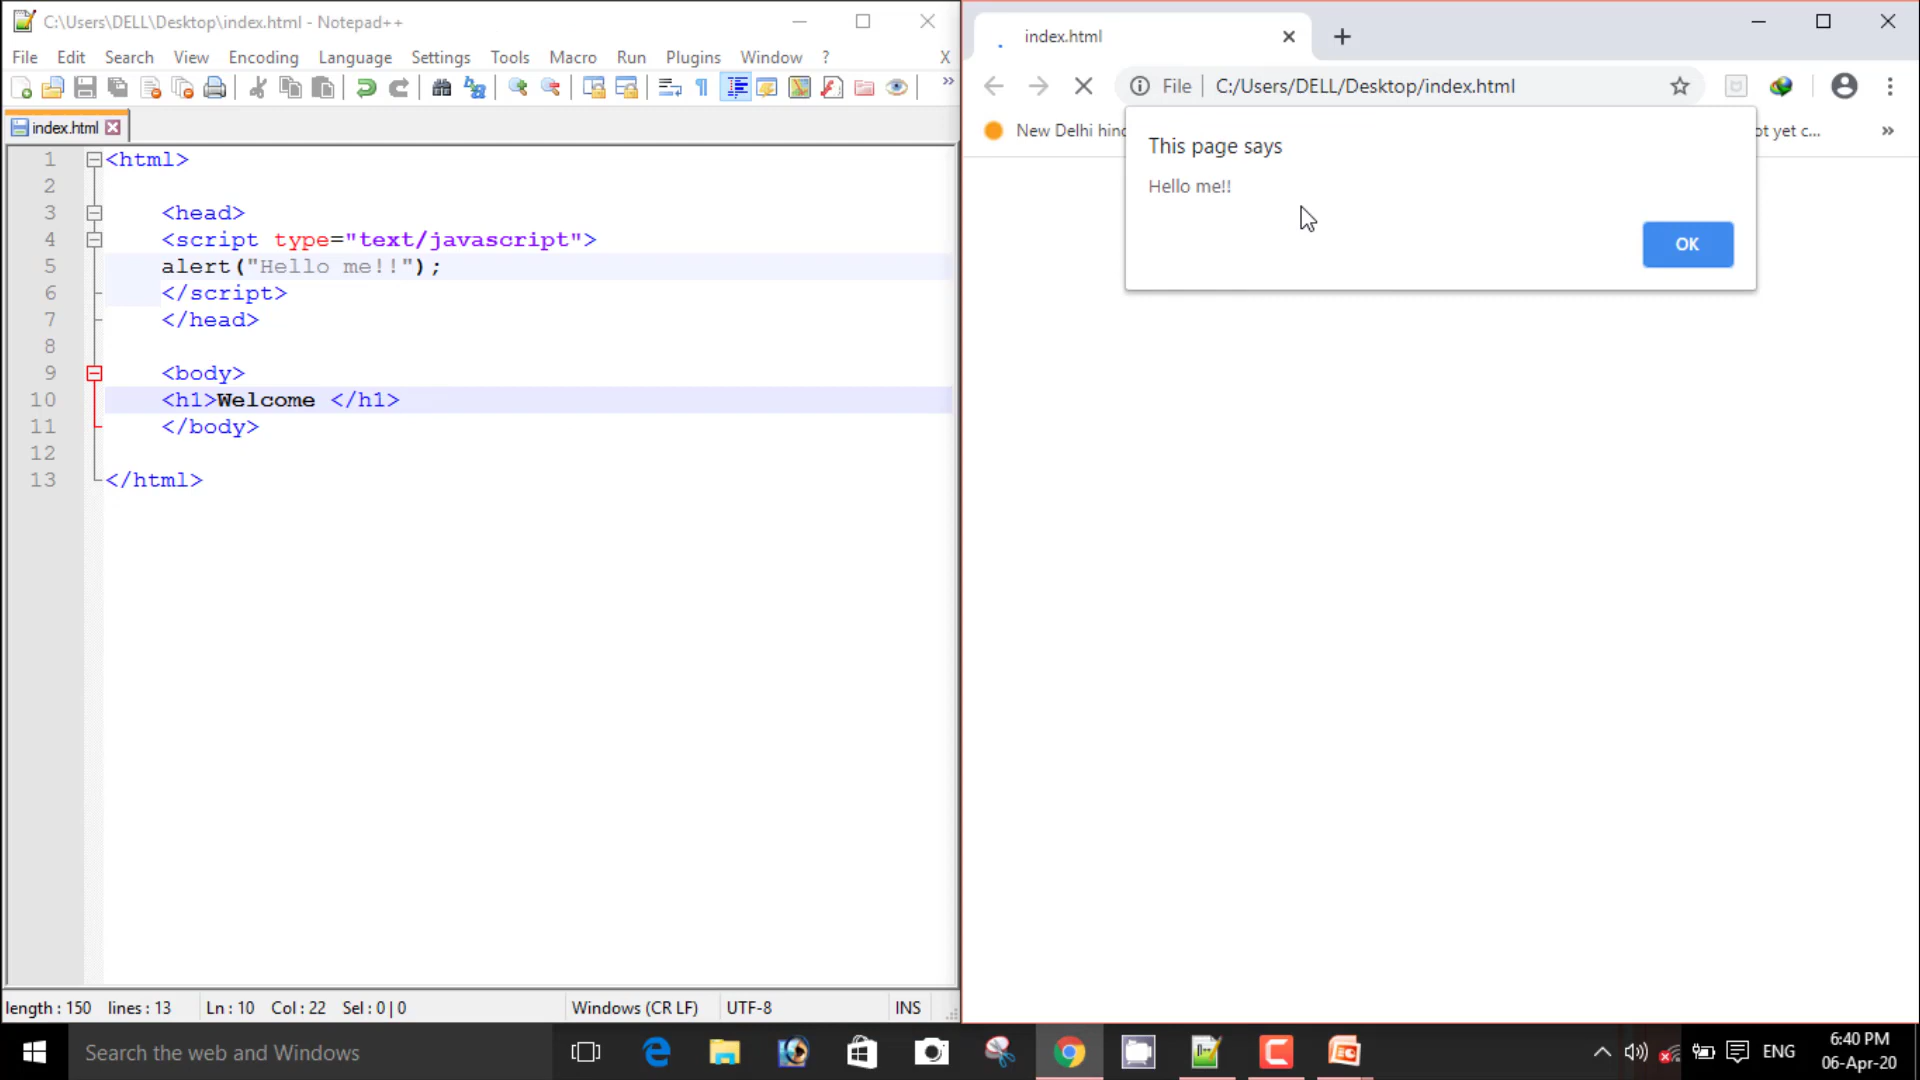 C:\Users\DELL\Desktop\index.html - Notepad++
File Edit Search View Encoding Language Settings Tools Macro Run Plugins Window ? X
index.html
1 <html>
2
3 <head>
4 <script type="text/javascript">
5 alert("Hello me!!");
6 </script>
7 </head>
8
9 <body>
10 <h1>Welcome </h1>
11 </body>
12
13 </html>
length : 150 lines : 13 Ln : 10 Col : 22 Sel : 0 | 0 Windows (CR LF) UTF-8 INS
index.html
File C:/Users/DELL/Desktop/index.html
New Delhi hin
ot yet c... »
This page says
Hello me!!
OK
Search the web and Windows
ENG
6:40 PM
06-Apr-20